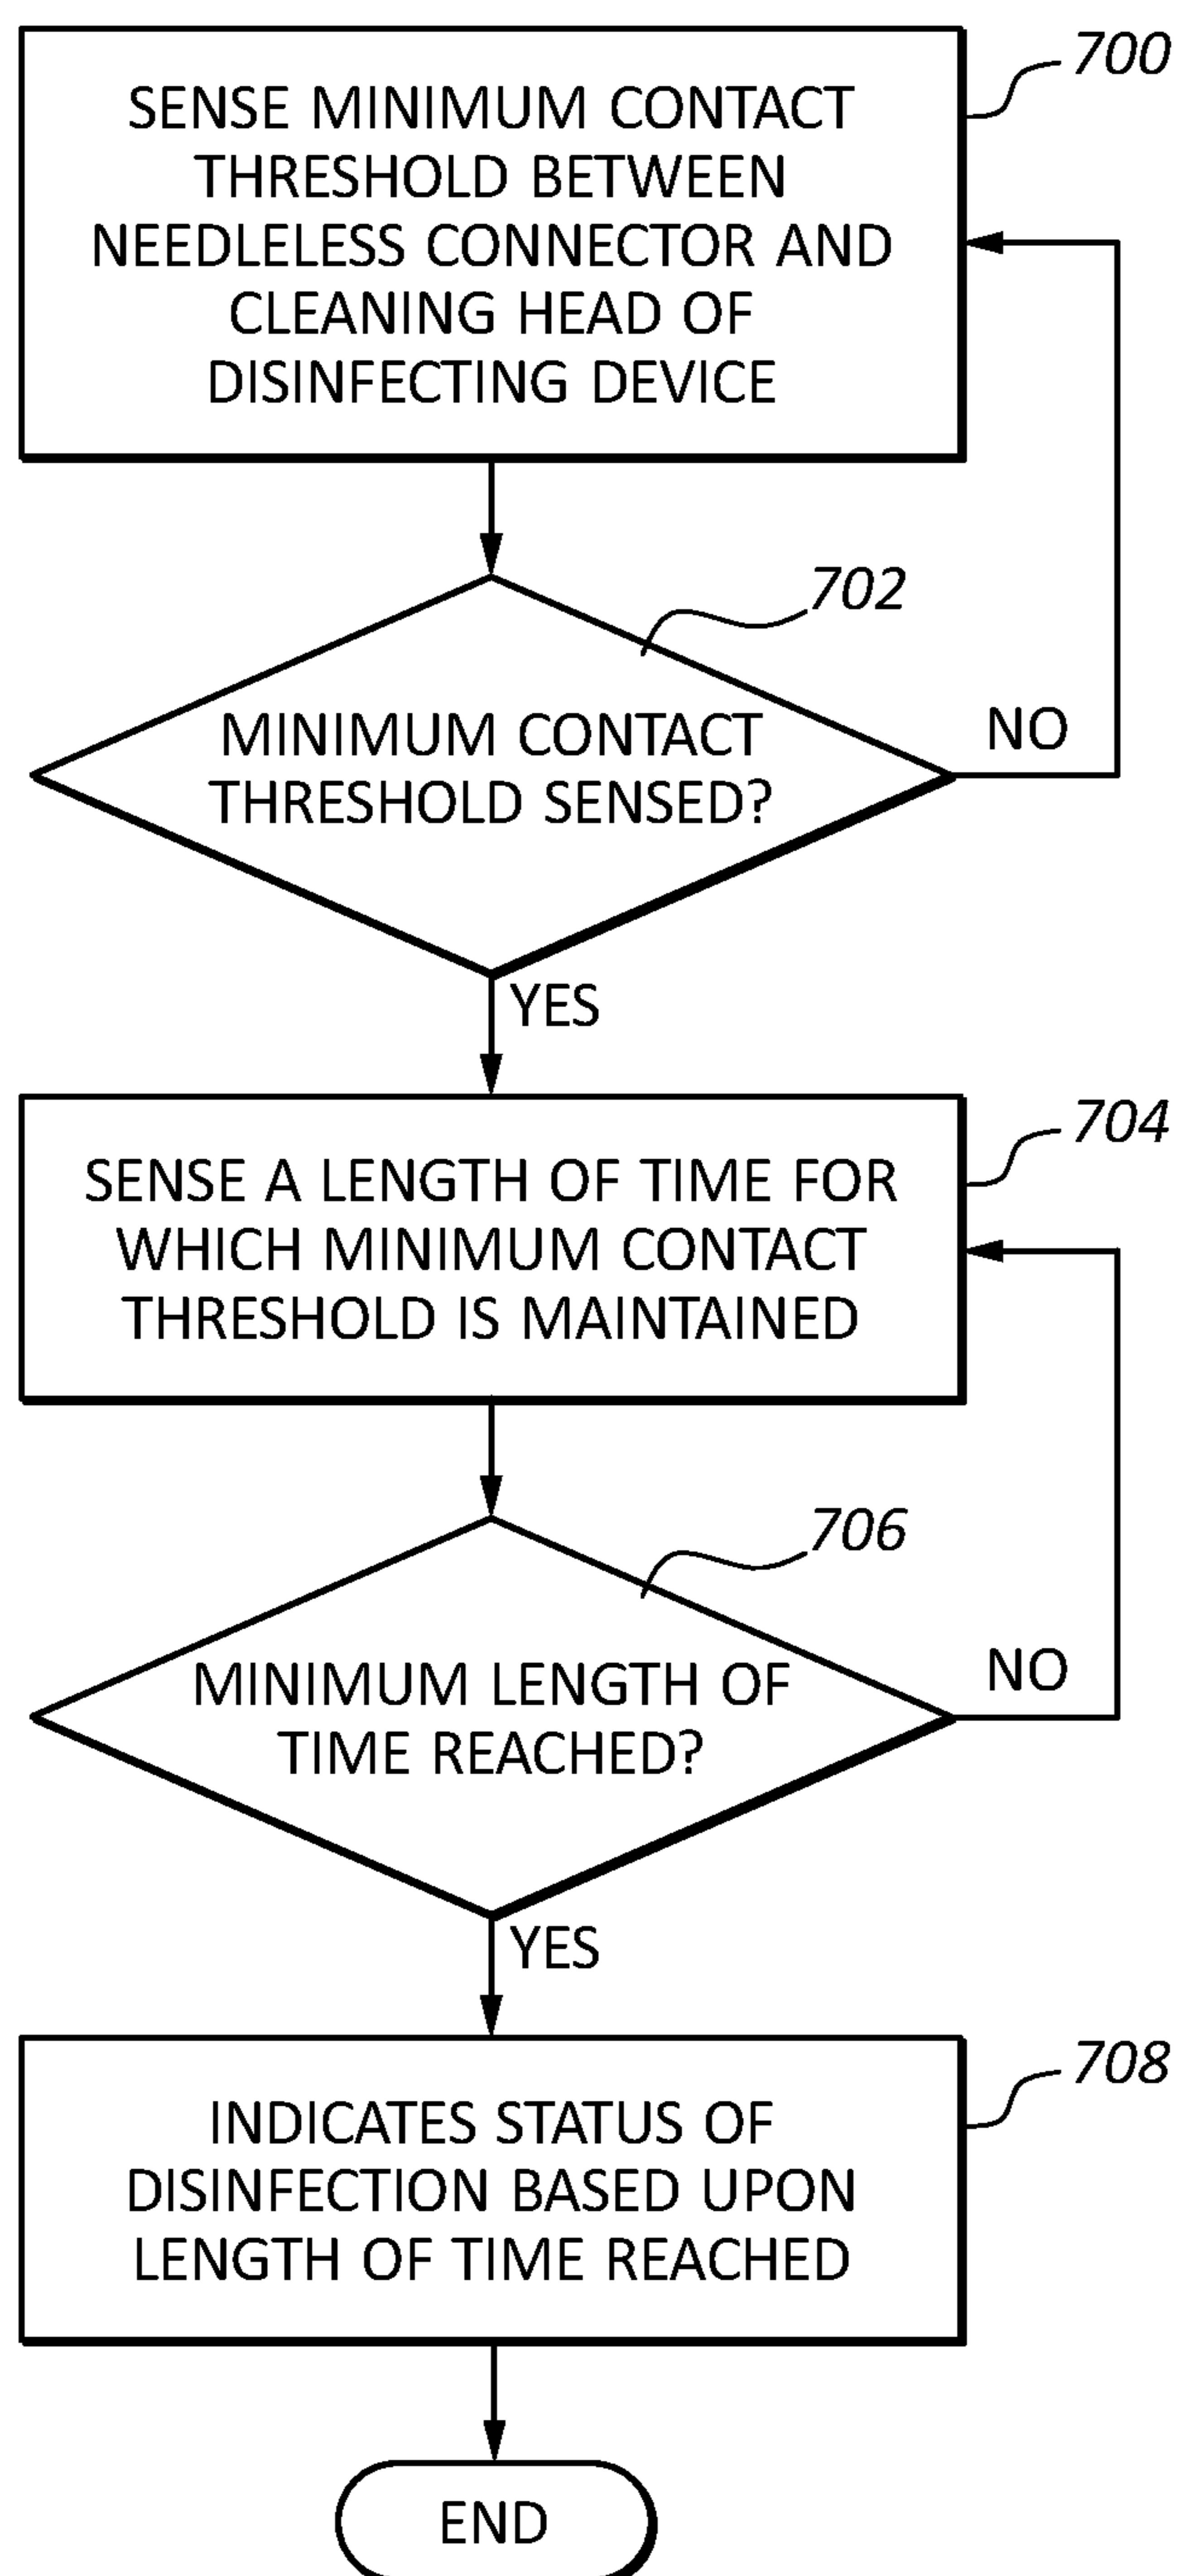 700
SENSE MINIMUM CONTACT
THRESHOLD BETWEEN
NEEDLELESS CONNECTOR AND
CLEANING HEAD OF
DISINFECTING DEVICE
702
MINIMUM CONTACT
THRESHOLD SENSED?
NO
YES
704
SENSE A LENGTH OF TIME FOR
WHICH MINIMUM CONTACT
THRESHOLD IS MAINTAINED
706
MINIMUM LENGTH OF
TIME REACHED?
NO
YES
708
INDICATES STATUS OF
DISINFECTION BASED UPON
LENGTH OF TIME REACHED
END